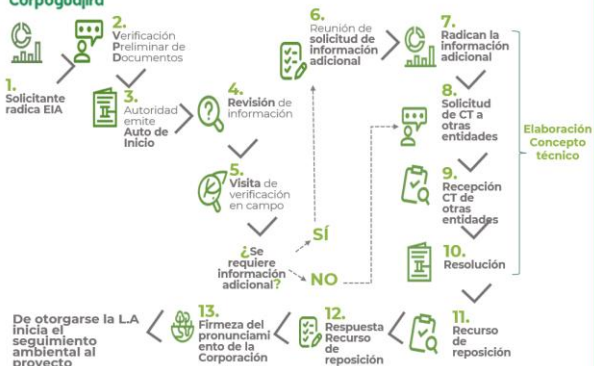 Corpoguajira
1.
Solicitante
radica EIA
2.
Verificación
Preliminar de
Documentos
3.
Autoridad
emite
Auto de
Inicio
4.
Revisión de
información
5.
Visita de
verificación
en campo
¿Se
requiere
información
adicional?
SÍ
NO
6.
Reunión de
solicitud de
información
adicional
7.
Radican la
información
adicional
8.
Solicitud
de CT a
otras
entidades
9.
Recepción
CT de
otras
entidades
10.
Resolución
Elaboración
Concepto
técnico
11.
Recurso
de
reposición
12.
Respuesta
Recurso
de
reposición
13.
Firmeza del
pronunciami
ento de la
Corporación
De otorgarse la L.A
inicia el
seguimiento
ambiental al
proyecto